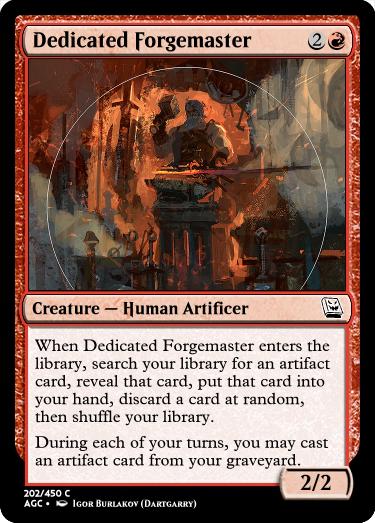 Dedicated Forgemaster 2
Creature — Human Artificer
When Dedicated Forgemaster enters the
library, search your library for an artifact
card, reveal that card, put that card into
your hand, discard a card at random,
then shuffle your library.
During each of your turns, you may cast
an artifact card from your graveyard.
2/2
202/450 C
AGC • Igor Burlakov (Dartgarry)